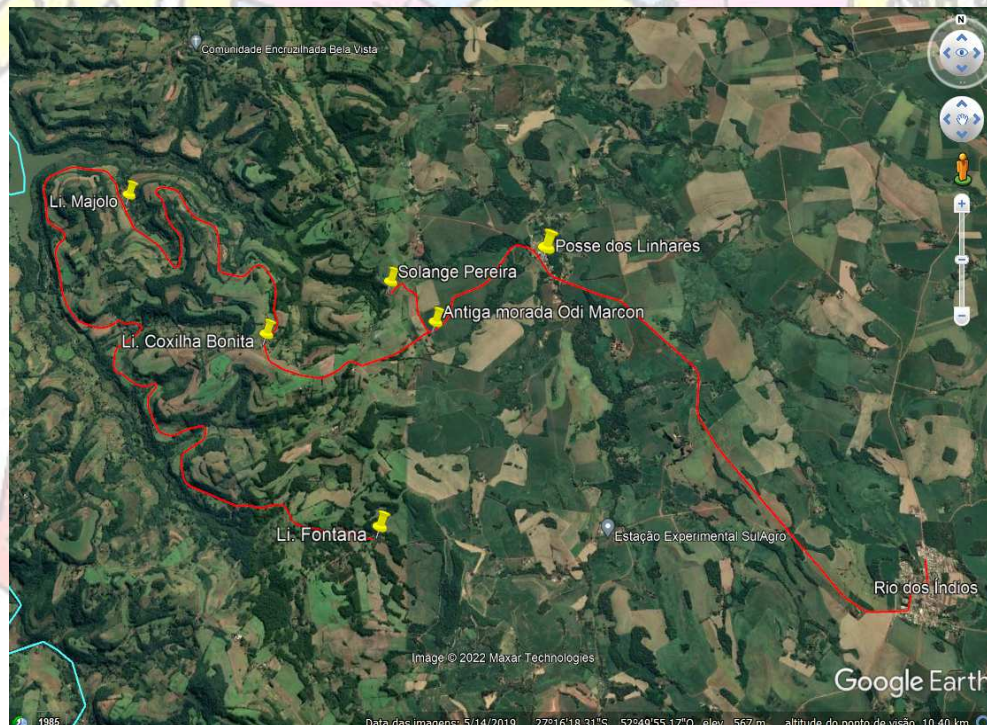 N
Comunidade Encruzilhada Bela Vista
Li. Majolo
Posse dos Linhares
Solange Pereira
Antiga morada Odi Marcon
Li. Coxilha Bonita
Li. Fontana
Estação Experimental SulAgro
Rio dos Índios
Image © 2022 Maxar Technologies
Google Earth
1985
Data das imagens: 5/14/2019 27°16'18.31"S 52°49'55.17"O elev. 567 m altitude do ponto de visão 10.40 km